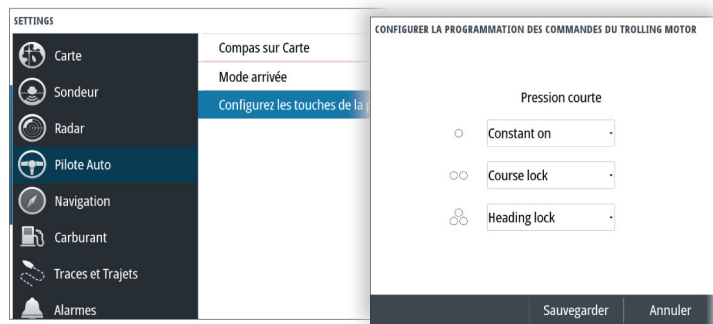 SETTINGS
Carte
Sondeur
Radar
Pilote Auto
Navigation
Carburant
Traces et Trajets
Alarmes
Compas sur Carte
Mode arrivée
Configurez les touches de la
CONFIGURER LA PROGRAMMATION DES COMMANDES DU TROLLING MOTOR
Pression courte
Constant on
Course lock
Heading lock
Sauvegarder Annuler